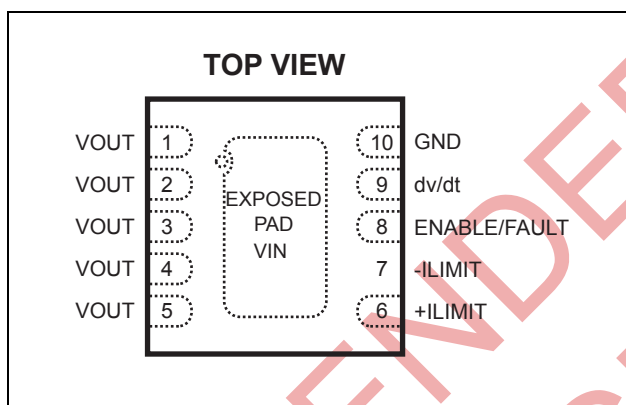 TOP VIEW
VOUT 1 10 GND
VOUT 2 9 dv/dt
EXPOSED
VOUT 3 PAD 8 ENABLE/FAULT
VIN
VOUT 4 7 -ILIMIT
VOUT 5 6 +ILIMIT
ENDE